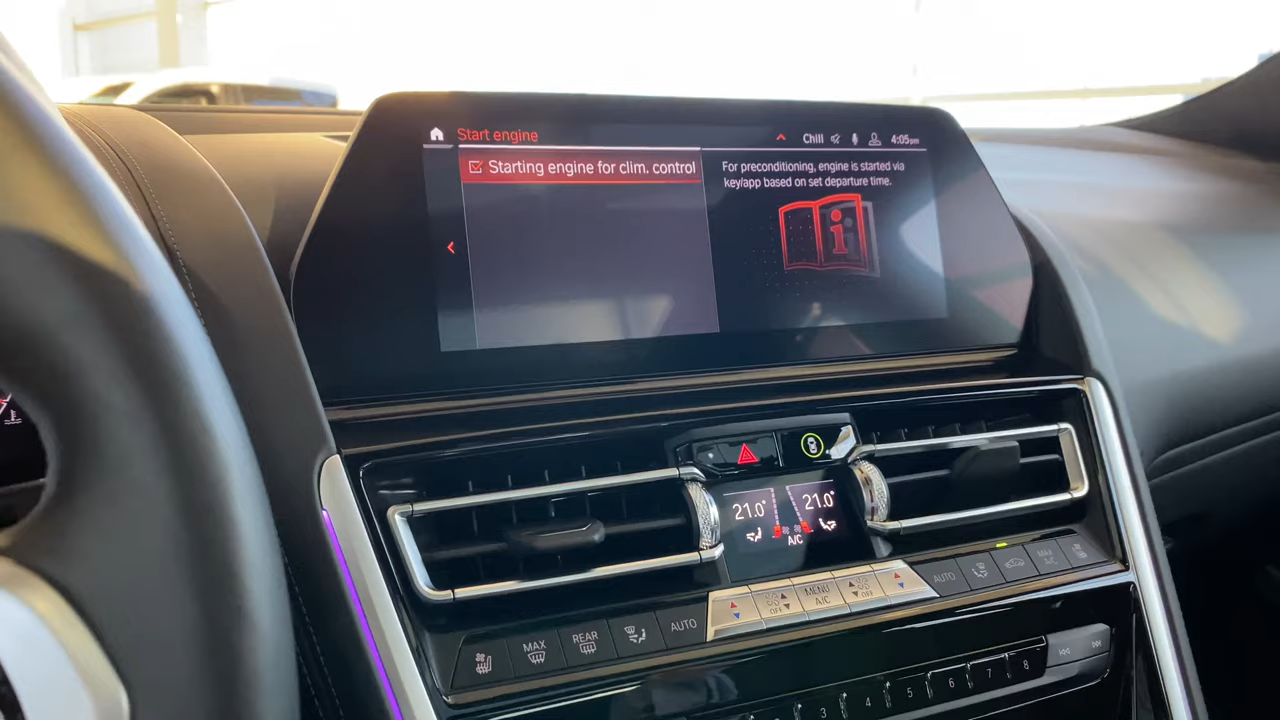 Start engine
Chill
4:05pm
Starting engine for clim. control
For preconditioning, engine is started via
key/app based on set departure time.
i
21.0°
21.0°
A/C
MAX
REAR
AUTO
OFF
MENU
A/C
OFF
AUTO
MAX
A/C
3
4
5
6
7
8